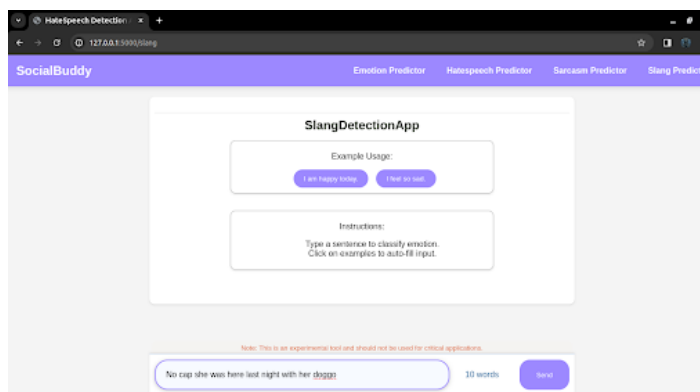 HateSpeech Detection
127.0.0.1:5000/slang
SocialBuddy
Emotion Predictor
Hatespeech Predictor
Sarcasm Predictor
Slang Predict
SlangDetectionApp
Example Usage:
I am happy today.
I feel so sad.
Instructions:
Type a sentence to classify emotion.
Click on examples to auto-fill input.
Note: This is an experimental tool and should not be used for critical applications.
No cap she was here last night with her doggo
10 words
Send